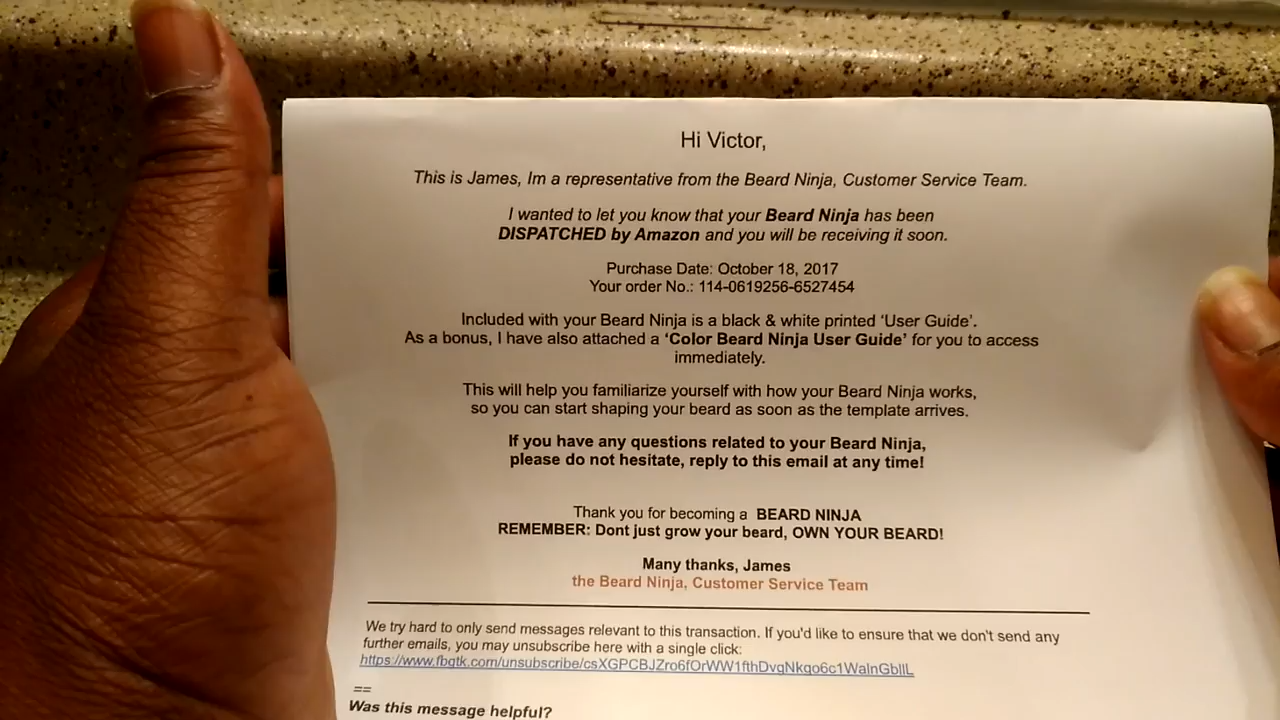 Hi Victor,
This is James, Im a representative from the Beard Ninja, Customer Service Team.
I wanted to let you know that your Beard Ninja has been
DISPATCHED by Amazon and you will be receiving it soon.
Purchase Date: October 18, 2017
Your order No.: 114-0619256-6527454
Included with your Beard Ninja is a black & white printed ‘User Guide’.
As a bonus, I have also attached a ‘Color Beard Ninja User Guide’ for you to access
immediately.
This will help you familiarize yourself with how your Beard Ninja works,
so you can start shaping your beard as soon as the template arrives.
If you have any questions related to your Beard Ninja,
please do not hesitate, reply to this email at any time!
Thank you for becoming a BEARD NINJA
REMEMBER: Dont just grow your beard, OWN YOUR BEARD!
Many thanks, James
the Beard Ninja, Customer Service Team
We try hard to only send messages relevant to this transaction. If you'd like to ensure that we don't send any
further emails, you may unsubscribe here with a single click:
https://www.fbgtk.com/unsubscribe/csXGPCBJZro6fOrWW1fthDvgNkqo6c1WaInGbIlL
==
Was this message helpful?